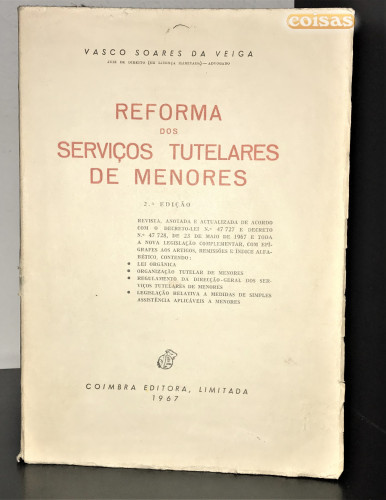 coisas
VASCO SOARES DA VEIGA
JUIZ DE DIREITO (EM LICENÇA ILIMITADA) — ADVOGADO
REFORMA
DOS
SERVIÇOS TUTELARES
DE MENORES
2.ª EDIÇÃO
REVISTA, ANOTADA E ACTUALIZADA DE ACORDO
COM O DECRETO-LEI N.º 47 727 E DECRETO
N.º 47 728, DE 23 DE MAIO DE 1967 E TODA
A NOVA LEGISLAÇÃO COMPLEMENTAR, COM EPÍ-
GRAFES AOS ARTIGOS, REMISSÕES E ÍNDICE ALFA-
BÉTICO, CONTENDO:
● LEI ORGÂNICA
● ORGANIZAÇÃO TUTELAR DE MENORES
● REGULAMENTO DA DIRECÇÃO-GERAL DOS SER-
VIÇOS TUTELARES DE MENORES
● LEGISLAÇÃO RELATIVA A MEDIDAS DE SIMPLES
ASSISTÊNCIA APLICÁVEIS A MENORES
COIMBRA EDITORA, LIMITADA
1967